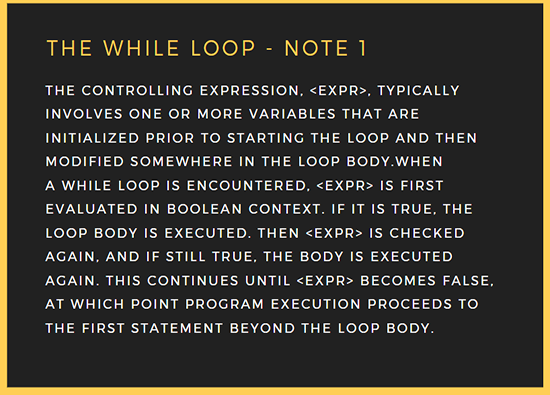 THE WHILE LOOP - NOTE 1
THE CONTROLLING EXPRESSION, <EXPR>, TYPICALLY
INVOLVES ONE OR MORE VARIABLES THAT ARE
INITIALIZED PRIOR TO STARTING THE LOOP AND THEN
MODIFIED SOMEWHERE IN THE LOOP BODY.WHEN
A WHILE LOOP IS ENCOUNTERED, <EXPR> IS FIRST
EVALUATED IN BOOLEAN CONTEXT. IF IT IS TRUE, THE
LOOP BODY IS EXECUTED. THEN <EXPR> IS CHECKED
AGAIN, AND IF STILL TRUE, THE BODY IS EXECUTED
AGAIN. THIS CONTINUES UNTIL <EXPR> BECOMES FALSE,
AT WHICH POINT PROGRAM EXECUTION PROCEEDS TO
THE FIRST STATEMENT BEYOND THE LOOP BODY.